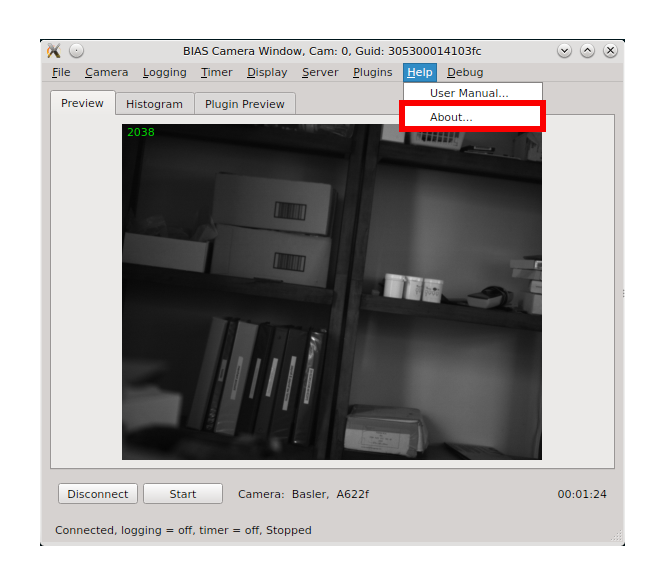 BIAS Camera Window, Cam: 0, Guid: 305300014103fc
File Camera Logging Timer Display Server Plugins Help Debug
User Manual...
About...
Preview Histogram Plugin Preview
2038
Disconnect Start Camera: Basler, A622f 00:01:24
Connected, logging = off, timer = off, Stopped